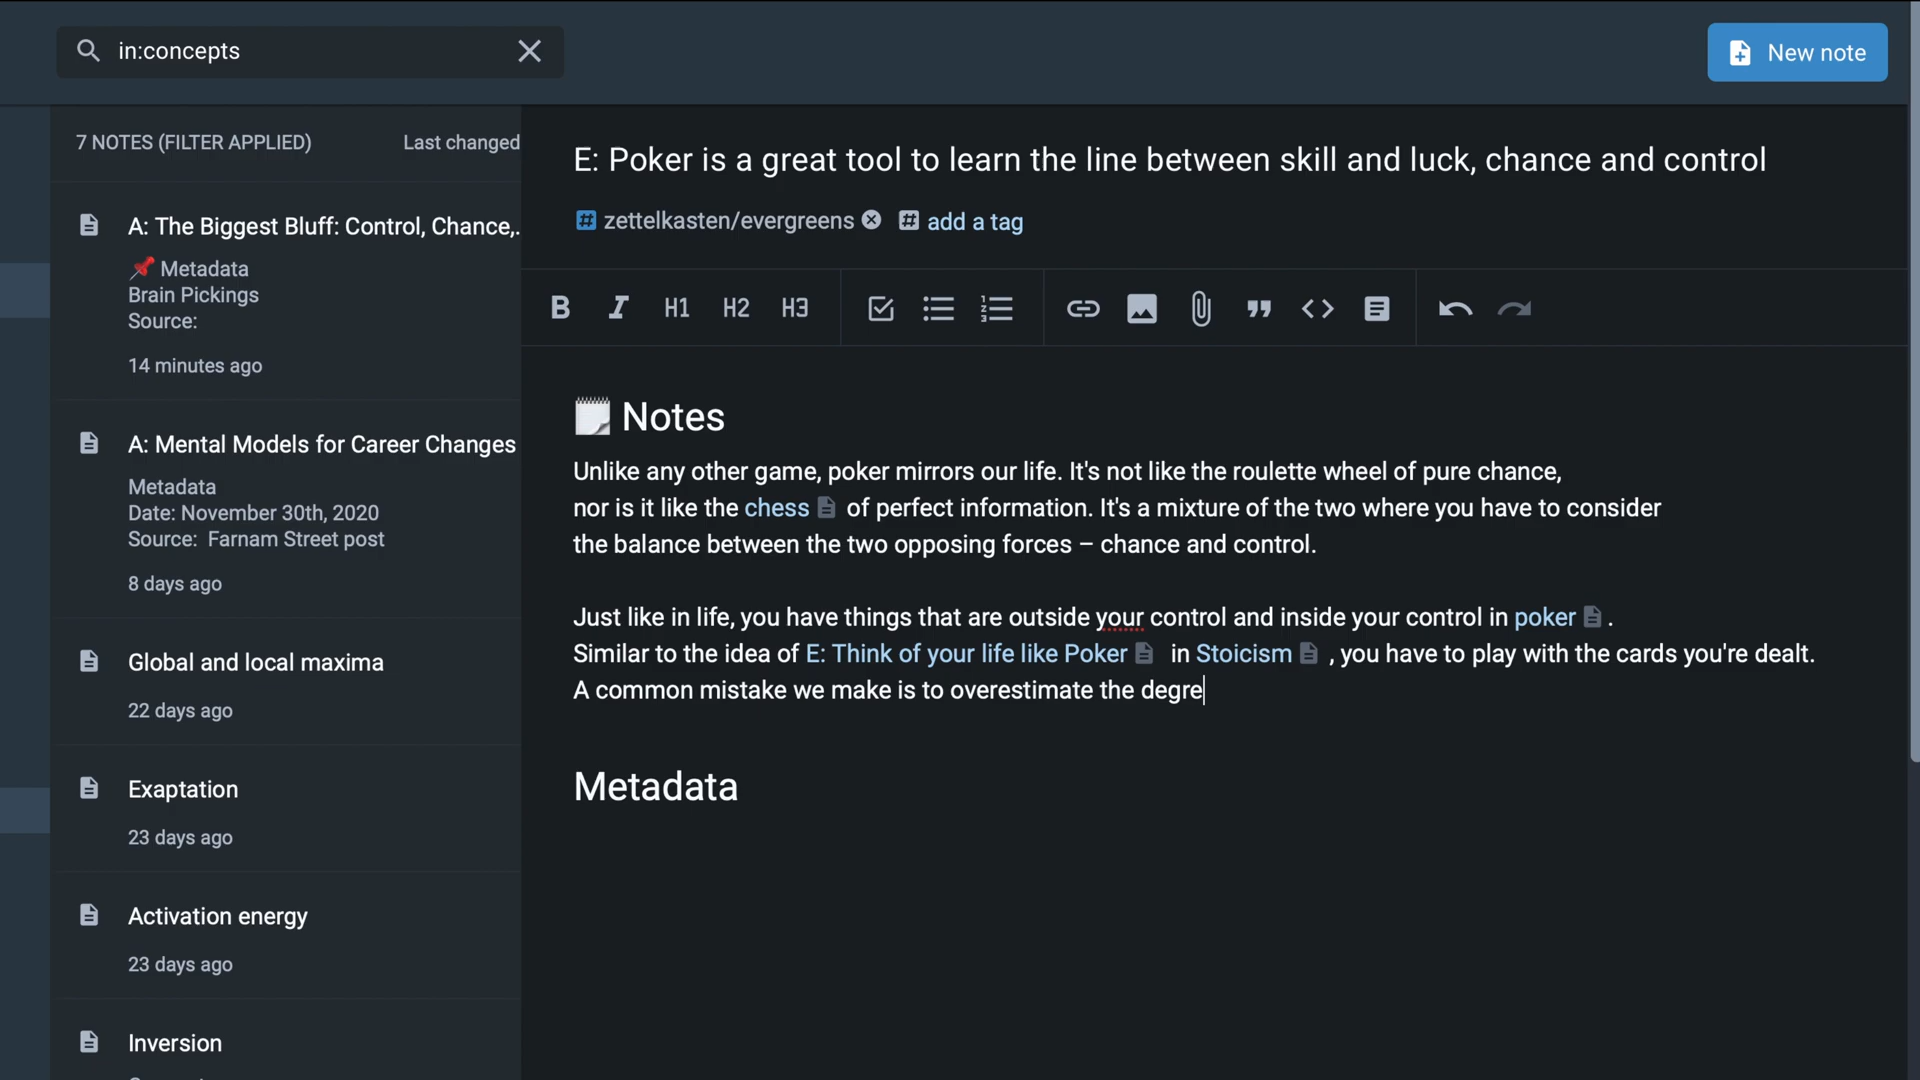 in:concepts
New note
7 NOTES (FILTER APPLIED)
Last changed
A: The Biggest Bluff: Control, Chance,.
Metadata
Brain Pickings
Source:
14 minutes ago
A: Mental Models for Career Changes
Metadata
Date: November 30th, 2020
Source: Farnam Street post
8 days ago
Global and local maxima
22 days ago
Exaptation
23 days ago
Activation energy
23 days ago
Inversion
E: Poker is a great tool to learn the line between skill and luck, chance and control
# zettelkasten/evergreens
# add a tag
B I H1 H2 H3
Notes
Unlike any other game, poker mirrors our life. It's not like the roulette wheel of pure chance,
nor is it like the chess of perfect information. It's a mixture of the two where you have to consider
the balance between the two opposing forces – chance and control.
Just like in life, you have things that are outside your control and inside your control in poker .
Similar to the idea of E: Think of your life like Poker in Stoicism , you have to play with the cards you're dealt.
A common mistake we make is to overestimate the degre
Metadata